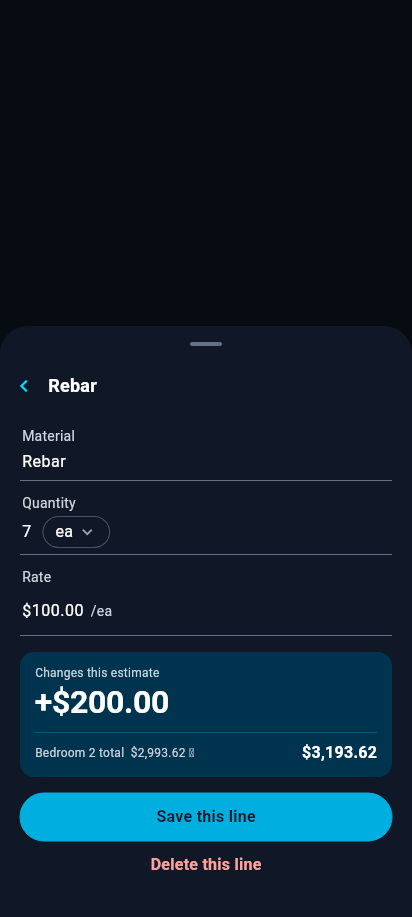 Rebar
Material
Rebar
Quantity
7 ea
Rate
$100.00 /ea
Changes this estimate
+$200.00
Bedroom 2 total $2,993.62
$3,193.62
Save this line
Delete this line